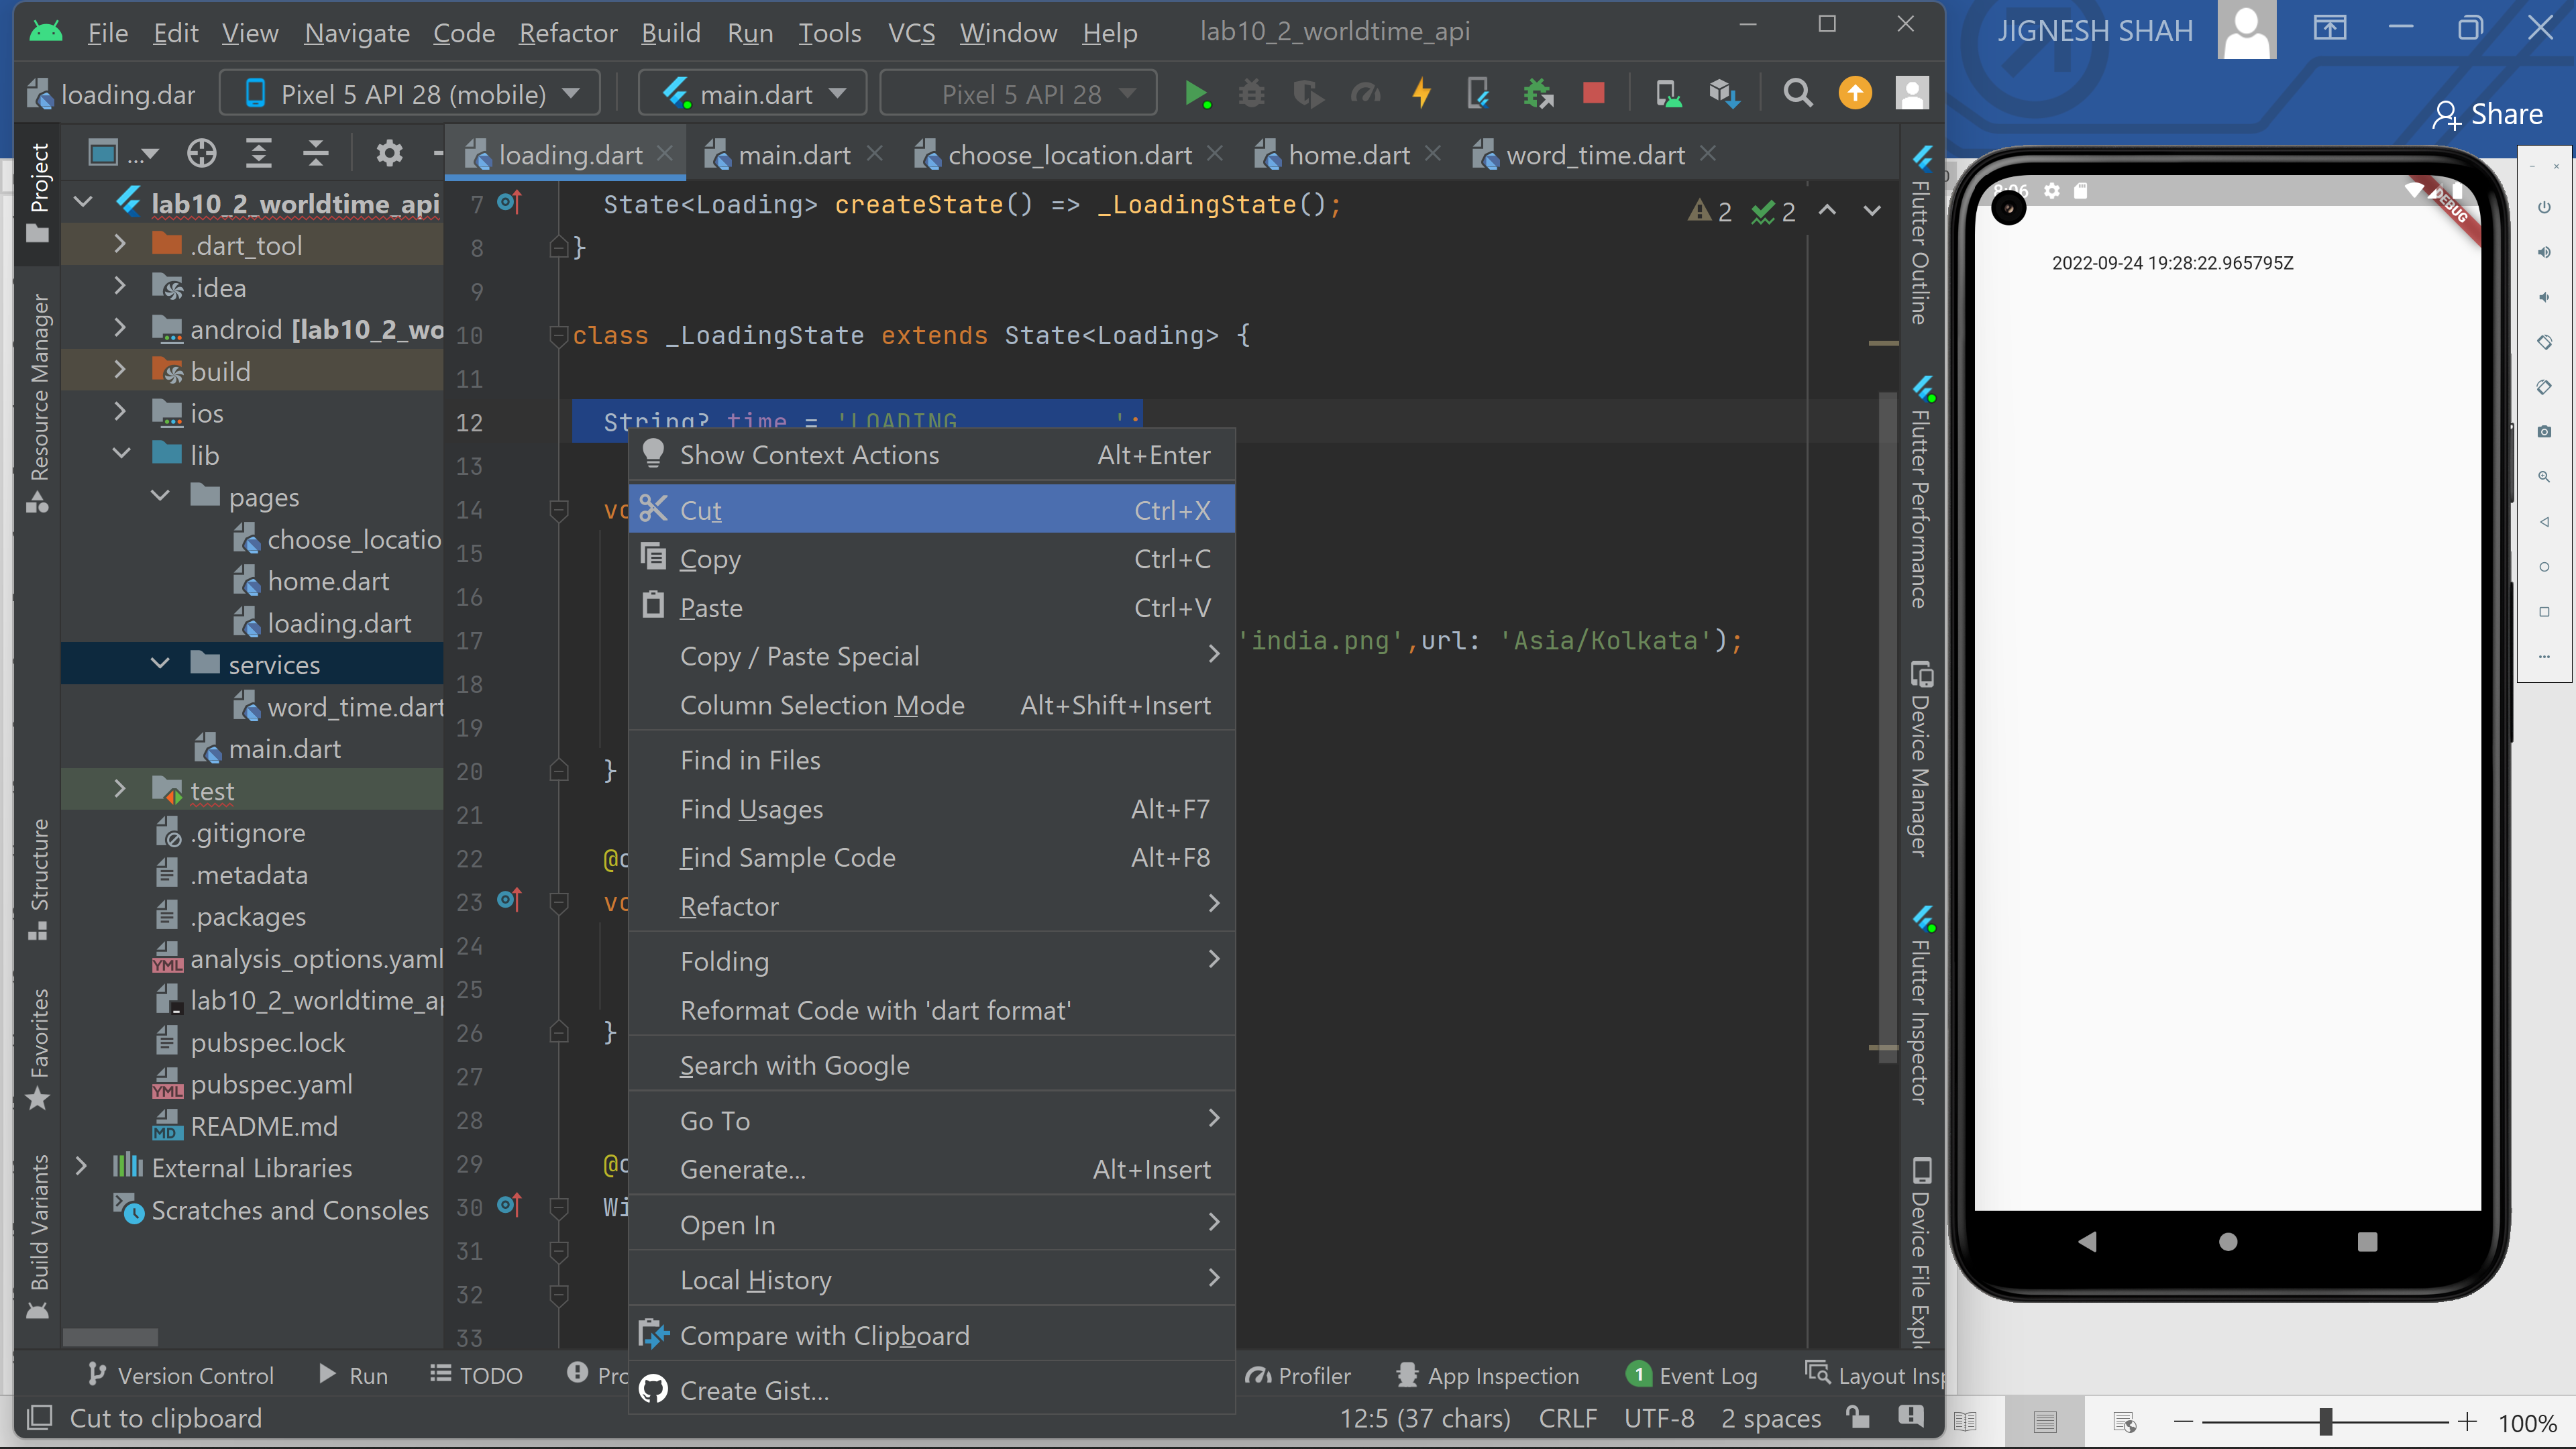 File Edit View Navigate Code Refactor Build Run Tools VCS Window Help lab10_2_worldtime_api
JIGNESH SHAH
Share
loading.dar Pixel 5 API 28 (mobile) main.dart Pixel 5 API 28
... loading.dart main.dart choose_location.dart home.dart word_time.dart
Project
Resource Manager
Structure
Favorites
Build Variants
lab10_2_worldtime_api
.dart_tool
.idea
android [lab10_2_wo
build
ios
lib
pages
choose_locatio
home.dart
loading.dart
services
word_time.dart
main.dart
test
.gitignore
.metadata
.packages
analysis_options.yaml
lab10_2_worldtime_ap
pubspec.lock
pubspec.yaml
README.md
External Libraries
Scratches and Consoles
7 State<Loading> createState() => _LoadingState();
2 2
8 }
9
10 class _LoadingState extends State<Loading> {
11
12 String? time = 'LOADING ';
13
14 vo
15
16
17 'india.png',url: 'Asia/Kolkata');
18
19
20 }
21
22 @o
23 vo
24
25
26 }
27
28
29 @o
30 Wi
31
32
33
Show Context Actions Alt+Enter
Cut Ctrl+X
Copy Ctrl+C
Paste Ctrl+V
Copy / Paste Special
Column Selection Mode Alt+Shift+Insert
Find in Files
Find Usages Alt+F7
Find Sample Code Alt+F8
Refactor
Folding
Reformat Code with 'dart format'
Search with Google
Go To
Generate... Alt+Insert
Open In
Local History
Compare with Clipboard
Create Gist...
Flutter Outline
Flutter Performance
Device Manager
Flutter Inspector
Device File Explo
8:06
DEBUG
2022-09-24 19:28:22.965795Z
Version Control Run TODO Pro Profiler App Inspection 1 Event Log Layout Insp
Cut to clipboard 12:5 (37 chars) CRLF UTF-8 2 spaces
100%